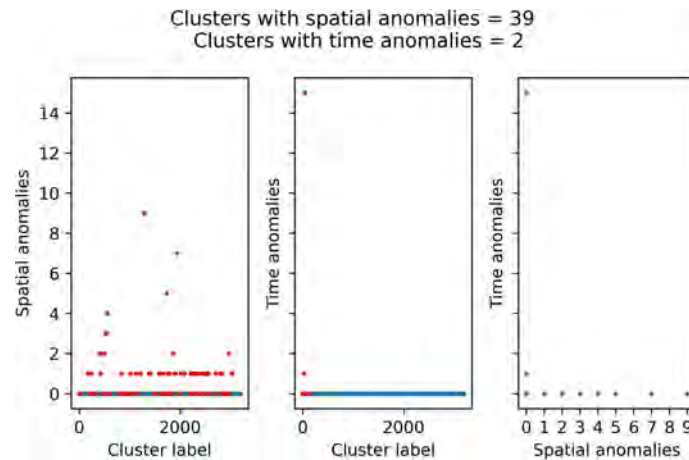 Clusters with spatial anomalies = 39
Clusters with time anomalies = 2
Spatial anomalies
14
12
10
8
6
4
2
0
0 2000
Cluster label
Time anomalies
0 2000
Cluster label
Time anomalies
0 1 2 3 4 5 6 7 8 9
Spatial anomalies